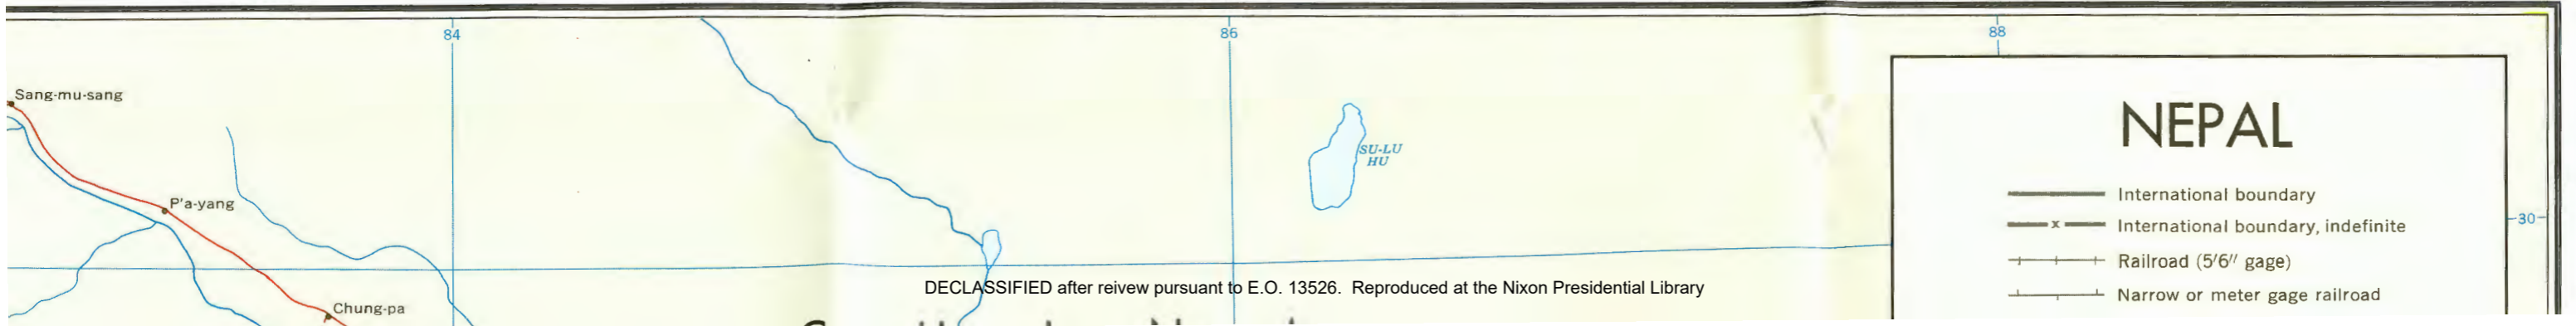 84
86
88
Sang-mu-sang
NEPAL
SU-LU
HU
International boundary
P'a-yang
30
International boundary, indefinite
Railroad (5'6" gage)
DECLASSIFIED after reivew pursuant to E.O. 13526. Reproduced at the Nixon Presidential Library
Narrow or meter gage railroad
Chung-pa